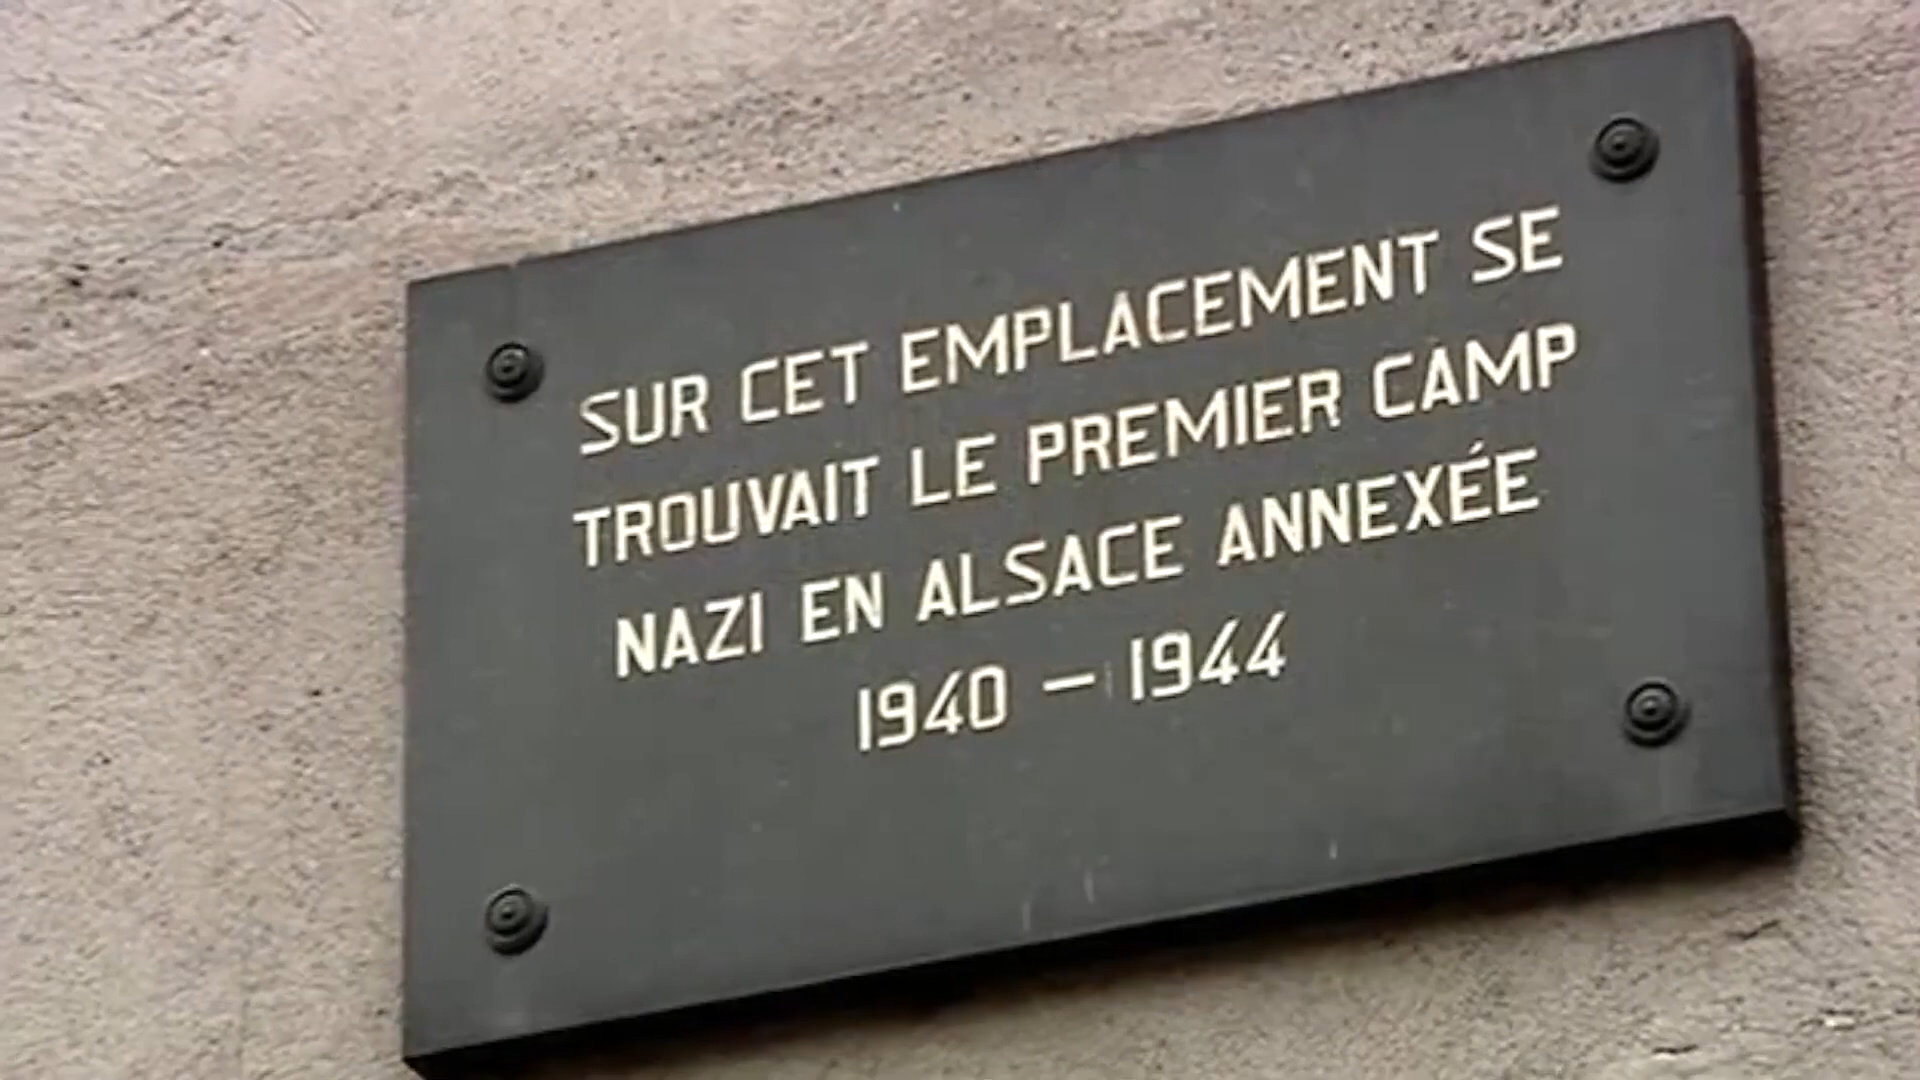 SUR CET EMPLACEMENT SE
TROUVAIT LE PREMIER CAMP
NAZI EN ALSACE ANNEXÉE
1940 – 1944